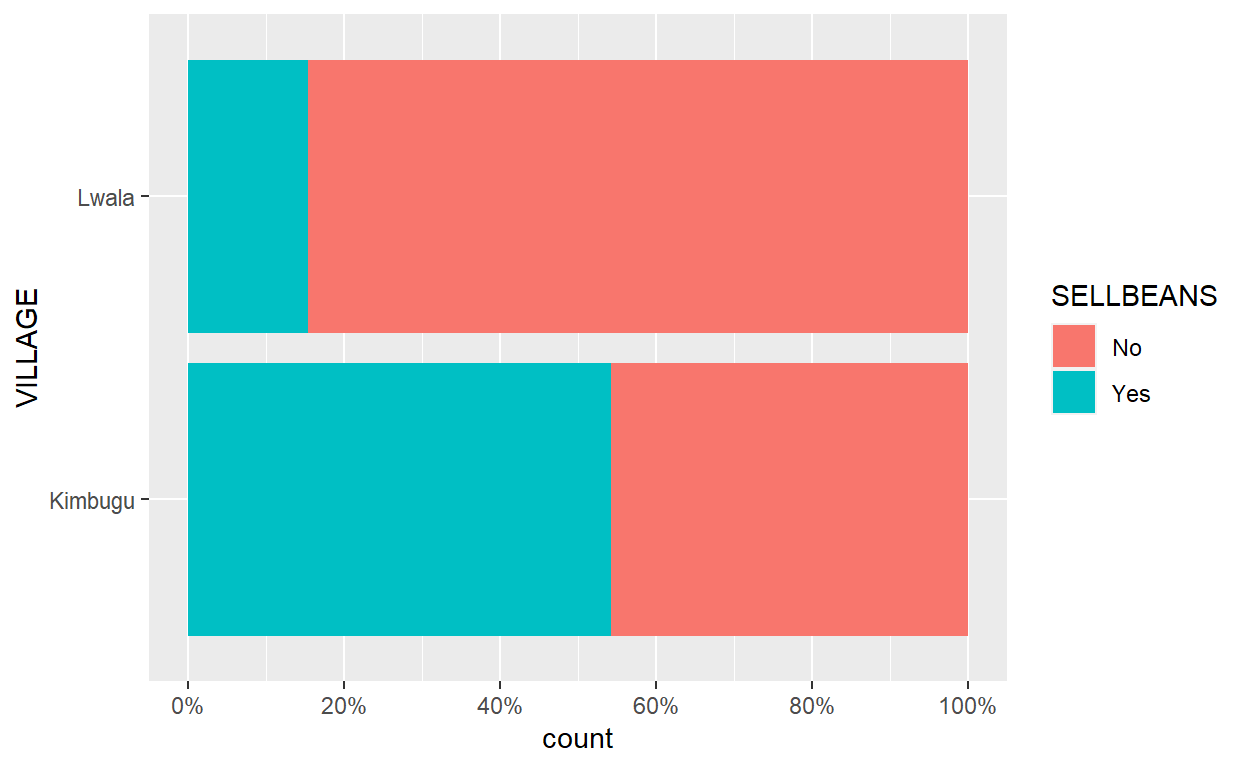 VILLAGE
Lwala
Kimbugu
0% 20% 40% 60% 80% 100%
count
SELLBEANS
No
Yes